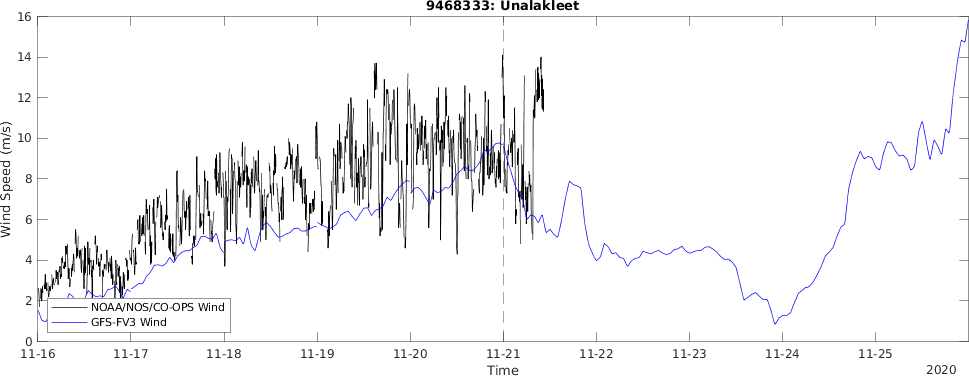 9468333: Unalakleet
Wind Speed (m/s)
16
14
12
10
8
6
4
2
0
NOAA/NOS/CO-OPS Wind
GFS-FV3 Wind
11-16 11-17 11-18 11-19 11-20 11-21 11-22 11-23 11-24 11-25
Time
2020